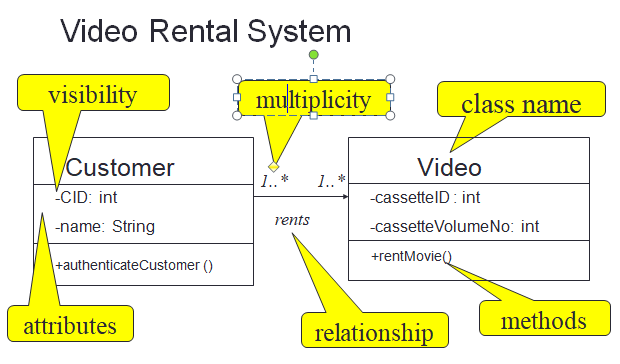 Video Rental System
visibility
multiplicity
class name
Customer
1..*
1..*
Video
-CID: int
-name: String
rents
-cassetteID : int
-cassetteVolumeNo: int
+authenticateCustomer ()
+rentMovie()
attributes
relationship
methods